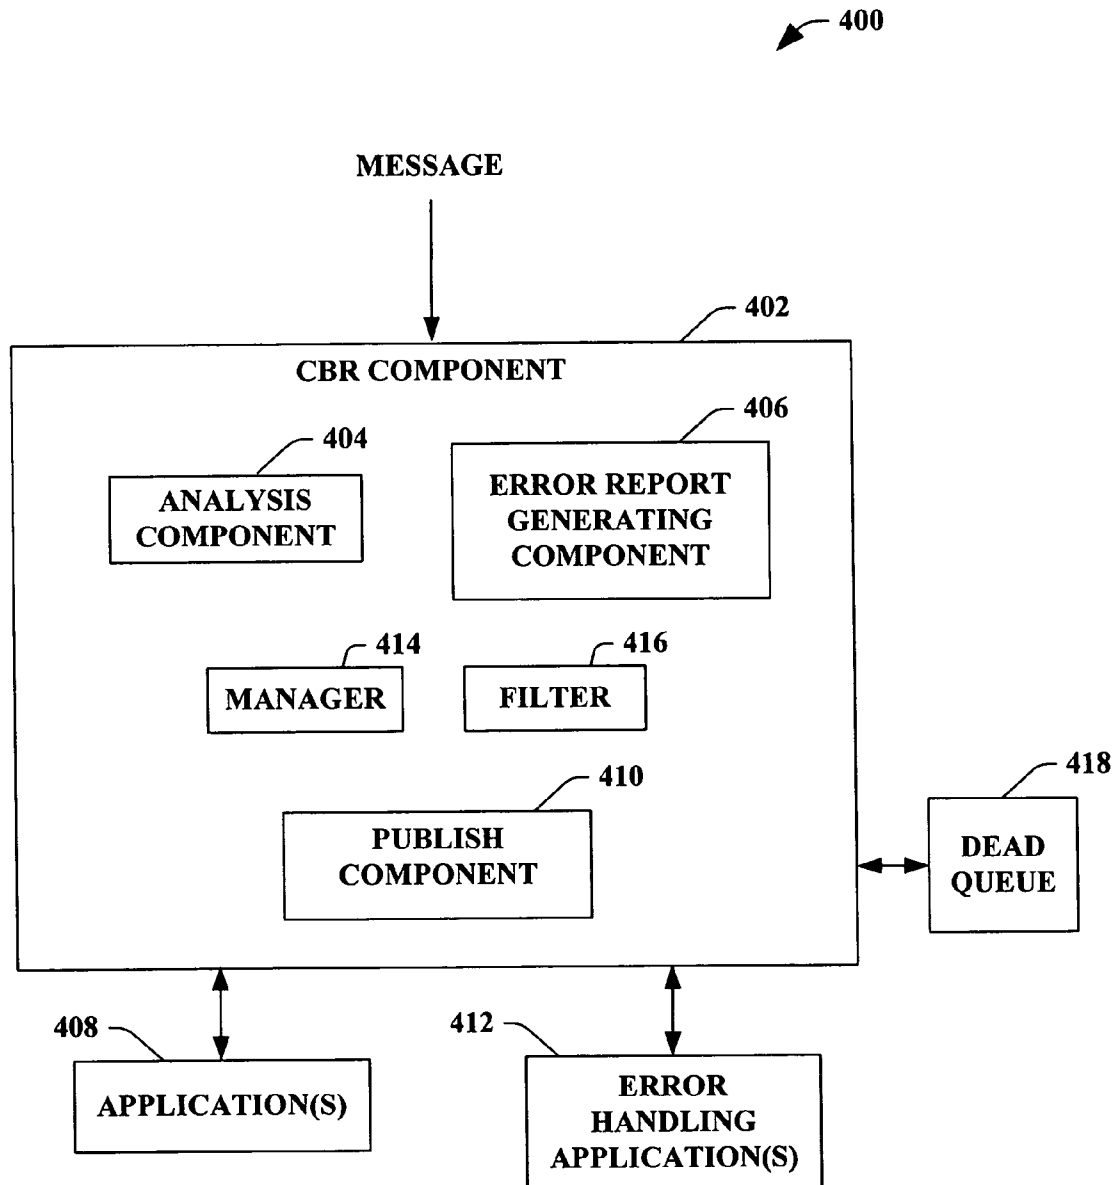 400
MESSAGE
402
CBR COMPONENT
406
404
ERROR REPORT
GENERATING
COMPONENT
ANALYSIS
COMPONENT
414
416
MANAGER
FILTER
410
418
PUBLISH
COMPONENT
DEAD
QUEUE
408
412
APPLICATION(S)
ERROR
HANDLING
APPLICATION(S)